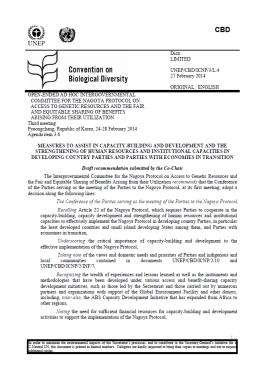 CBD
Distr.
LIMITED
UNEP
UNEP/CBD/ICNP/3/L.4
27 February 2014
Convention on
Biological Diversity
ORIGINAL: ENGLISH
OPEN-ENDED AD HOC INTERGOVERNMENTAL
COMMITTEE FOR THE NAGOYA PROTOCOL ON
ACCESS TO GENETIC RESOURCES AND THE FAIR
AND EQUITABLE SHARING OF BENEFITS
ARISING FROM THEIR UTILIZATION
Third meeting
Pyeongchang, Republic of Korea, 24-28 February 2014
Agenda item 3.6
MEASURES TO ASSIST IN CAPACITY-BUILDING AND DEVELOPMENT AND THE
STRENGTHENING OF HUMAN RESOURCES AND INSTITUTIONAL CAPACITIES IN
DEVELOPING COUNTRY PARTIES AND PARTIES WITH ECONOMIES IN TRANSITION
Draft recommendation submitted by the Co-Chairs
The Intergovernmental Committee for the Nagoya Protocol on Access to Genetic Resources and
the Fair and Equitable Sharing of Benefits Arising from their Utilization recommends that the Conference
of the Parties serving as the meeting of the Parties to the Nagoya Protocol, at its first meeting, adopt a
decision along the following lines:
The Conference of the Parties serving as the meeting of the Parties to the Nagoya Protocol,
Recalling Article 22 of the Nagoya Protocol, which requires Parties to cooperate in the
capacity-building, capacity development and strengthening of human resources and institutional
capacities to effectively implement the Nagoya Protocol in developing country Parties, in particular
the least developed countries and small island developing States among them, and Parties with
economies in transition,
Underscoring the critical importance of capacity-building and development to the
effective implementation of the Nagoya Protocol,
Taking note of the views and domestic needs and priorities of Parties and indigenous and
local communities contained in documents UNEP/CBD/ICNP/2/10 and
UNEP/CBD/ICNP/3/INF/7,
Recognizing the wealth of experiences and lessons learned as well as the instruments and
methodologies that have been developed under various access and benefit-sharing capacity
development initiatives, such as those led by the Secretariat and those carried out by numerous
partners and organizations with support of the Global Environment Facility and other donors,
including, inter alia, the ABS Capacity Development Initiative that has expanded from Africa to
other regions,
Noting the need for sufficient financial resources for capacity-building and development
activities to support the implementation of the Nagoya Protocol,
In order to minimize the environmental impacts of the Secretariat's processes, and to contribute to the Secretary-General's initiative for a
C-Neutral UN, this document is printed in limited numbers. Delegates are kindly requested to bring their copies to meetings and not to request
additional copies.